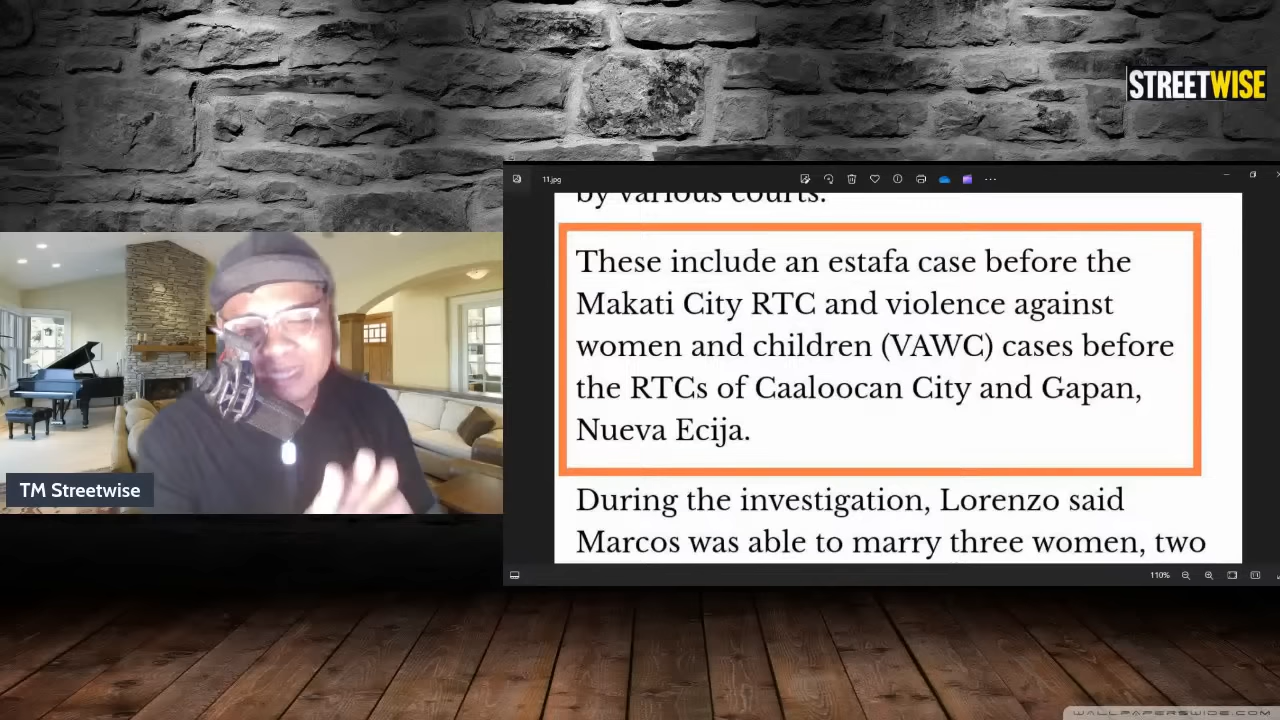 STREETWISE
11.jpg
by various courts.
These include an estafa case before the
Makati City RTC and violence against
women and children (VAWC) cases before
the RTCs of Caaloocan City and Gapan,
Nueva Ecija.
During the investigation, Lorenzo said
Marcos was able to marry three women, two
110%
TM Streetwise
WALLPAPERSWIDE.COM